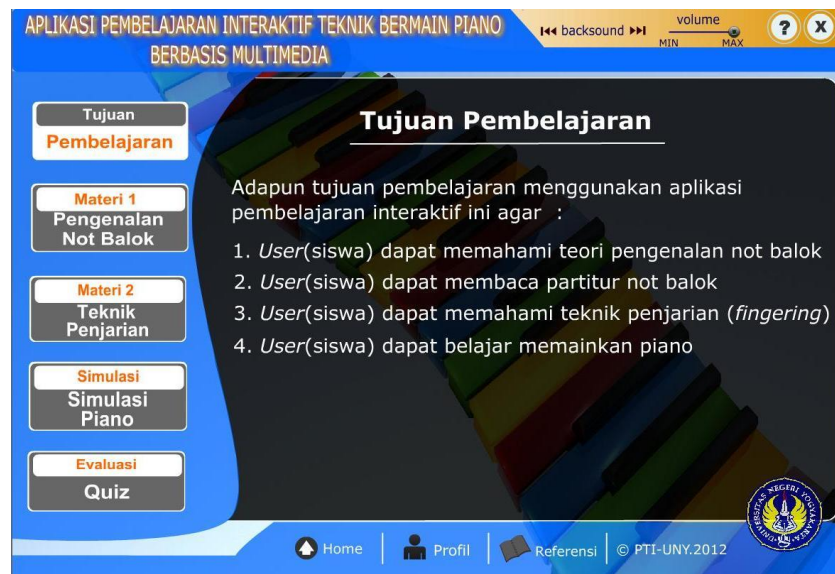 APLIKASI PEMBELAJARAN INTERAKTIF TEKNIK BERMAIN PIANO
BERBASIS MULTIMEDIA
backsound
volume
MIN MAX
? X
Tujuan
Pembelajaran
Materi 1
Pengenalan
Not Balok
Materi 2
Teknik
Penjarian
Simulasi
Simulasi
Piano
Evaluasi
Quiz
Tujuan Pembelajaran
Adapun tujuan pembelajaran menggunakan aplikasi
pembelajaran interaktif ini agar :
1. User(siswa) dapat memahami teori pengenalan not balok
2. User(siswa) dapat membaca partitur not balok
3. User(siswa) dapat memahami teknik penjarian (fingering)
4. User(siswa) dapat belajar memainkan piano
UNIVERSITAS NEGERI YOGYAKARTA
Home Profil Referensi © PTI-UNY.2012